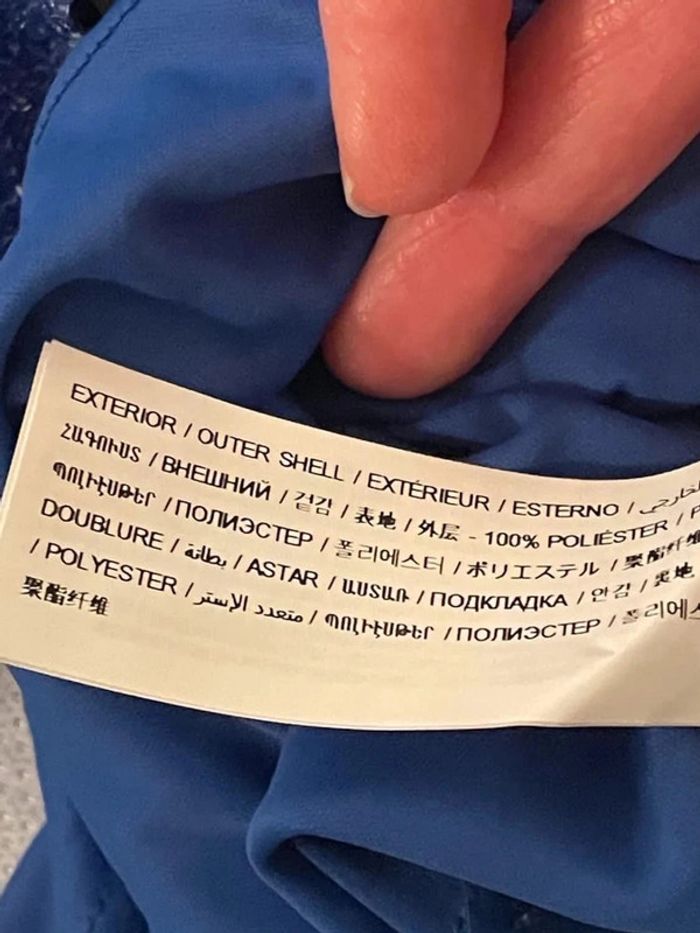 EXTERIOR / OUTER SHELL / EXTÉRIEUR / ESTERNO / الخارجي
ՀԱԳՈՒՍՏ / ВНЕШНИЙ / 겉감 / 表地 / 外层 - 100% POLIÉSTER / P
ՊՈԼԻԷՍԹԵՐ / ПОЛИЭСТЕР / 폴리에스터 / ポリエステル / 聚酯纤维
DOUBLURE / بطانة / ASTAR / ԱՍՏԱՌ / ПОДКЛАДКА / 안감 / 裏地
/ POLYESTER / متعدد الإستر / ՊՈԼԻԷՍԹԵՐ / ПОЛИЭСТЕР / 폴리에스
聚酯纤维